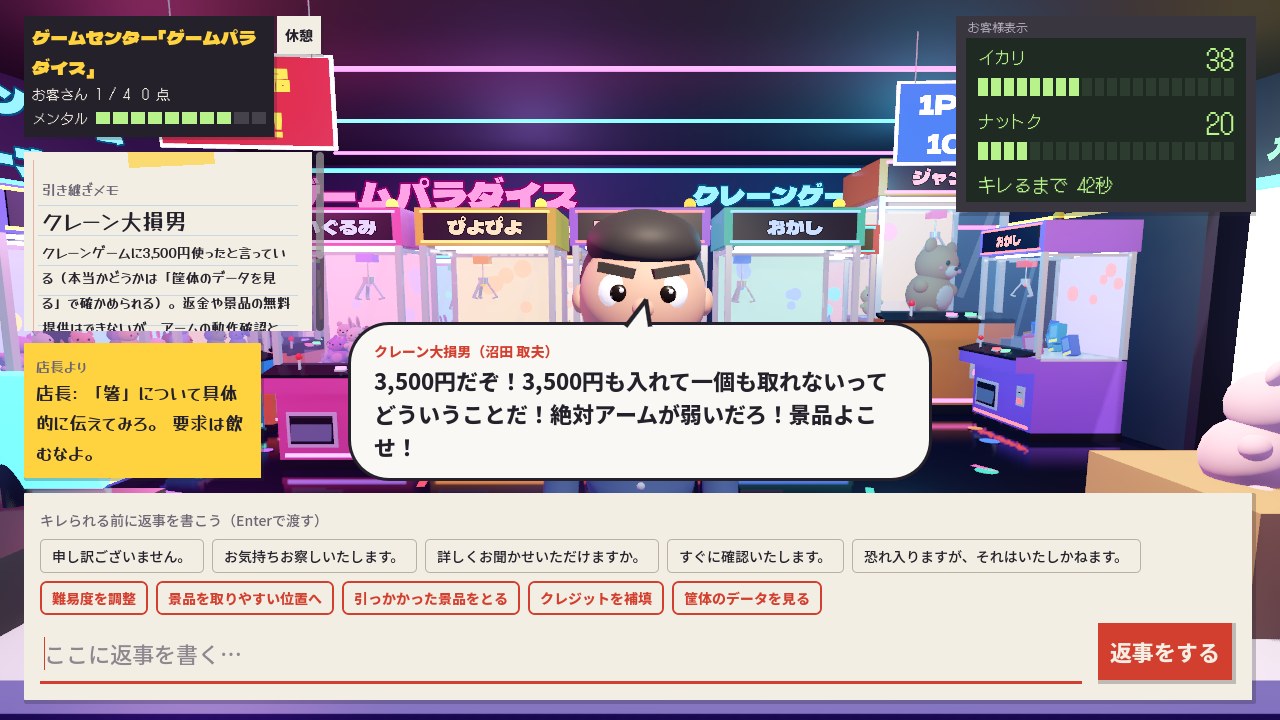 ゲームセンター「ゲームパラ
ダイス」
休憩
お客さん 1/4 0点
メンタル
引き継ぎメモ
クレーン大損男
クレーンゲームに3,500円使ったと言ってい
る（本当かどうかは「筐体のデータを見
る」で確かめられる）。返金や景品の無料
提供はできないが、アームの動作確認と
店長より
店長: 「箸」について具体
的に伝えてみろ。 要求は飲
むなよ。
お客様表示
イカリ 38
ナットク 20
キレるまで 42秒
ームパラダイス
クレーンゲー
ぐるみ
ぴよぴよ
おかし
おかし
クレーン大損男（沼田 取夫）
3,500円だぞ！3,500円も入れて一個も取れないって
どういうことだ！絶対アームが弱いだろ！景品よこ
せ！
キレられる前に返事を書こう（Enterで渡す）
申し訳ございません。
お気持ちお察しいたします。
詳しくお聞かせいただけますか。
すぐに確認いたします。
恐れ入りますが、それはいたしかねます。
難易度を調整
景品を取りやすい位置へ
引っかかった景品をとる
クレジットを補填
筐体のデータを見る
ここに返事を書く…
返事をする